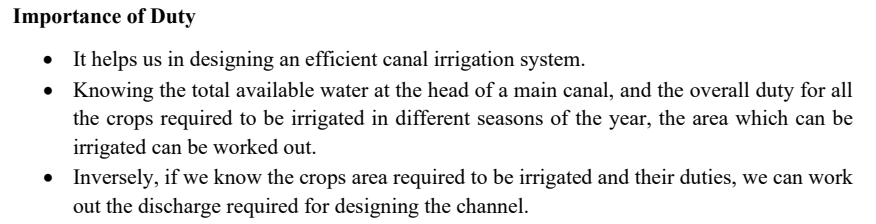 Importance of Duty
• It helps us in designing an efficient canal irrigation system.
• Knowing the total available water at the head of a main canal, and the overall duty for all
the crops required to be irrigated in different seasons of the year, the area which can be
irrigated can be worked out.
• Inversely, if we know the crops area required to be irrigated and their duties, we can work
out the discharge required for designing the channel.